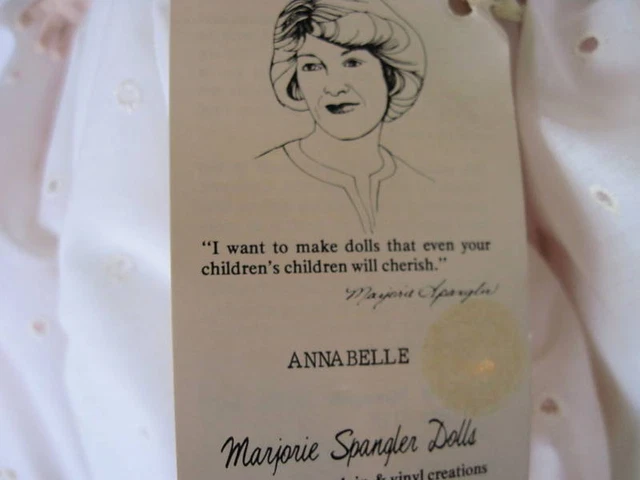 “I want to make dolls that even your
children’s children will cherish.”
Marjorie Spangler
ANNABELLE
Marjorie Spangler Dolls
& vinyl creations